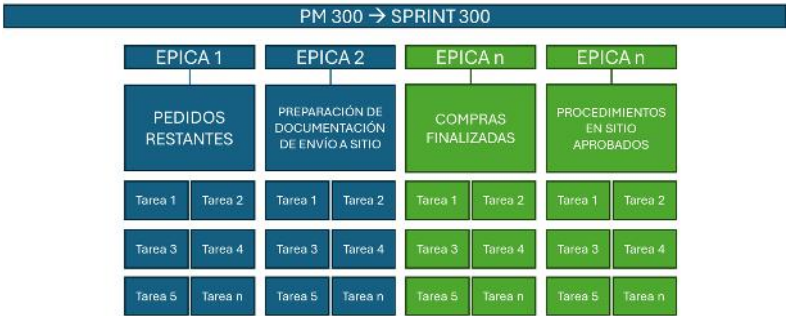 PM 300 → SPRINT 300
EPICA 1
EPICA 2
EPICA n
EPICA n
PEDIDOS
RESTANTES
PREPARACIÓN DE
DOCUMENTACIÓN
DE ENVÍO A SITIO
COMPRAS
FINALIZADAS
PROCEDIMIENTOS
EN SITIO
APROBADOS
Tarea 1
Tarea 2
Tarea 1
Tarea 2
Tarea 1
Tarea 2
Tarea 1
Tarea 2
Tarea 3
Tarea 4
Tarea 3
Tarea 4
Tarea 3
Tarea 4
Tarea 3
Tarea 4
Tarea 5
Tarea n
Tarea 5
Tarea n
Tarea 5
Tarea n
Tarea 5
Tarea n